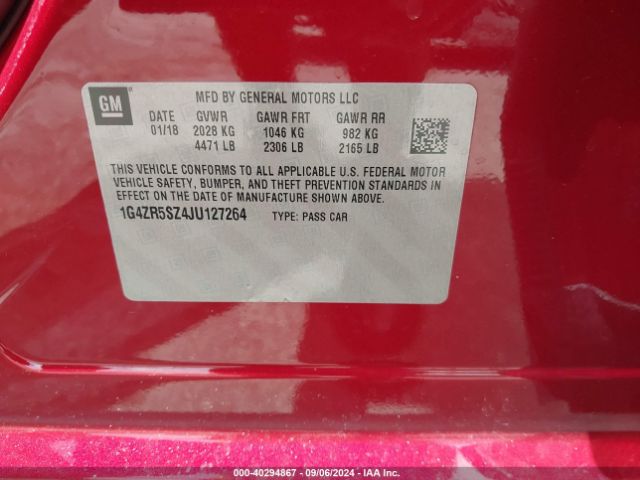 GM
MFD BY GENERAL MOTORS LLC
DATE GVWR GAWR FRT GAWR RR
01/18 2028 KG 1046 KG 982 KG
4471 LB 2306 LB 2165 LB
THIS VEHICLE CONFORMS TO ALL APPLICABLE U.S. FEDERAL MOTOR
VEHICLE SAFETY, BUMPER, AND THEFT PREVENTION STANDARDS IN
EFFECT ON THE DATE OF MANUFACTURE SHOWN ABOVE.
1G4ZR5SZ4JU127264 TYPE: PASS CAR
000-40294867 - 09/06/2024 - IAA Inc.